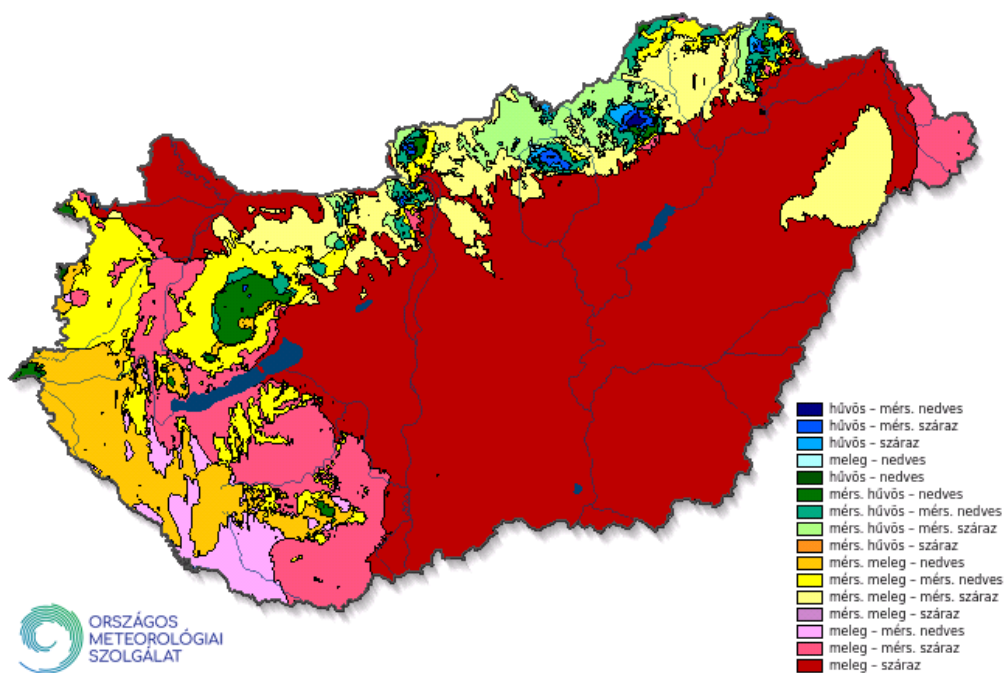 hűvös – mérs. nedves
hűvös – mérs. száraz
hűvös – száraz
meleg – nedves
hűvös – nedves
mérs. hűvös – nedves
mérs. hűvös – mérs. nedves
mérs. hűvös – mérs. száraz
mérs. hűvös – száraz
mérs. meleg – nedves
mérs. meleg – mérs. nedves
mérs. meleg – mérs. száraz
mérs. meleg – száraz
meleg – mérs. nedves
meleg – mérs. száraz
meleg – száraz
ORSZÁGOS
METEOROLÓGIAI
SZOLGÁLAT